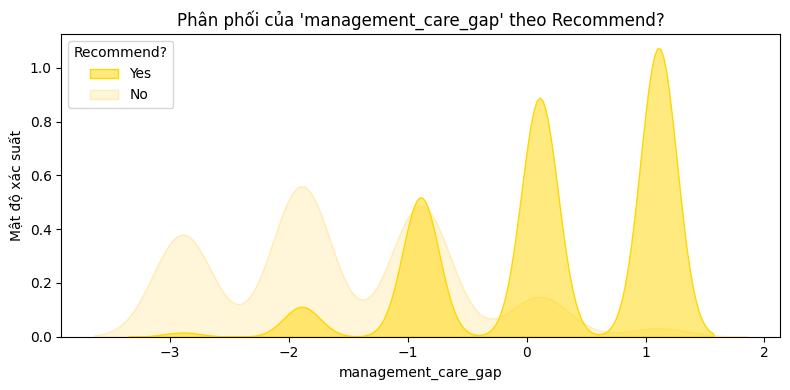 Phân phối của 'management_care_gap' theo Recommend?
Recommend?
Yes
No
Mật độ xác suất
1.0
0.8
0.6
0.4
0.2
0.0
−3
−2
−1
0
1
2
management_care_gap